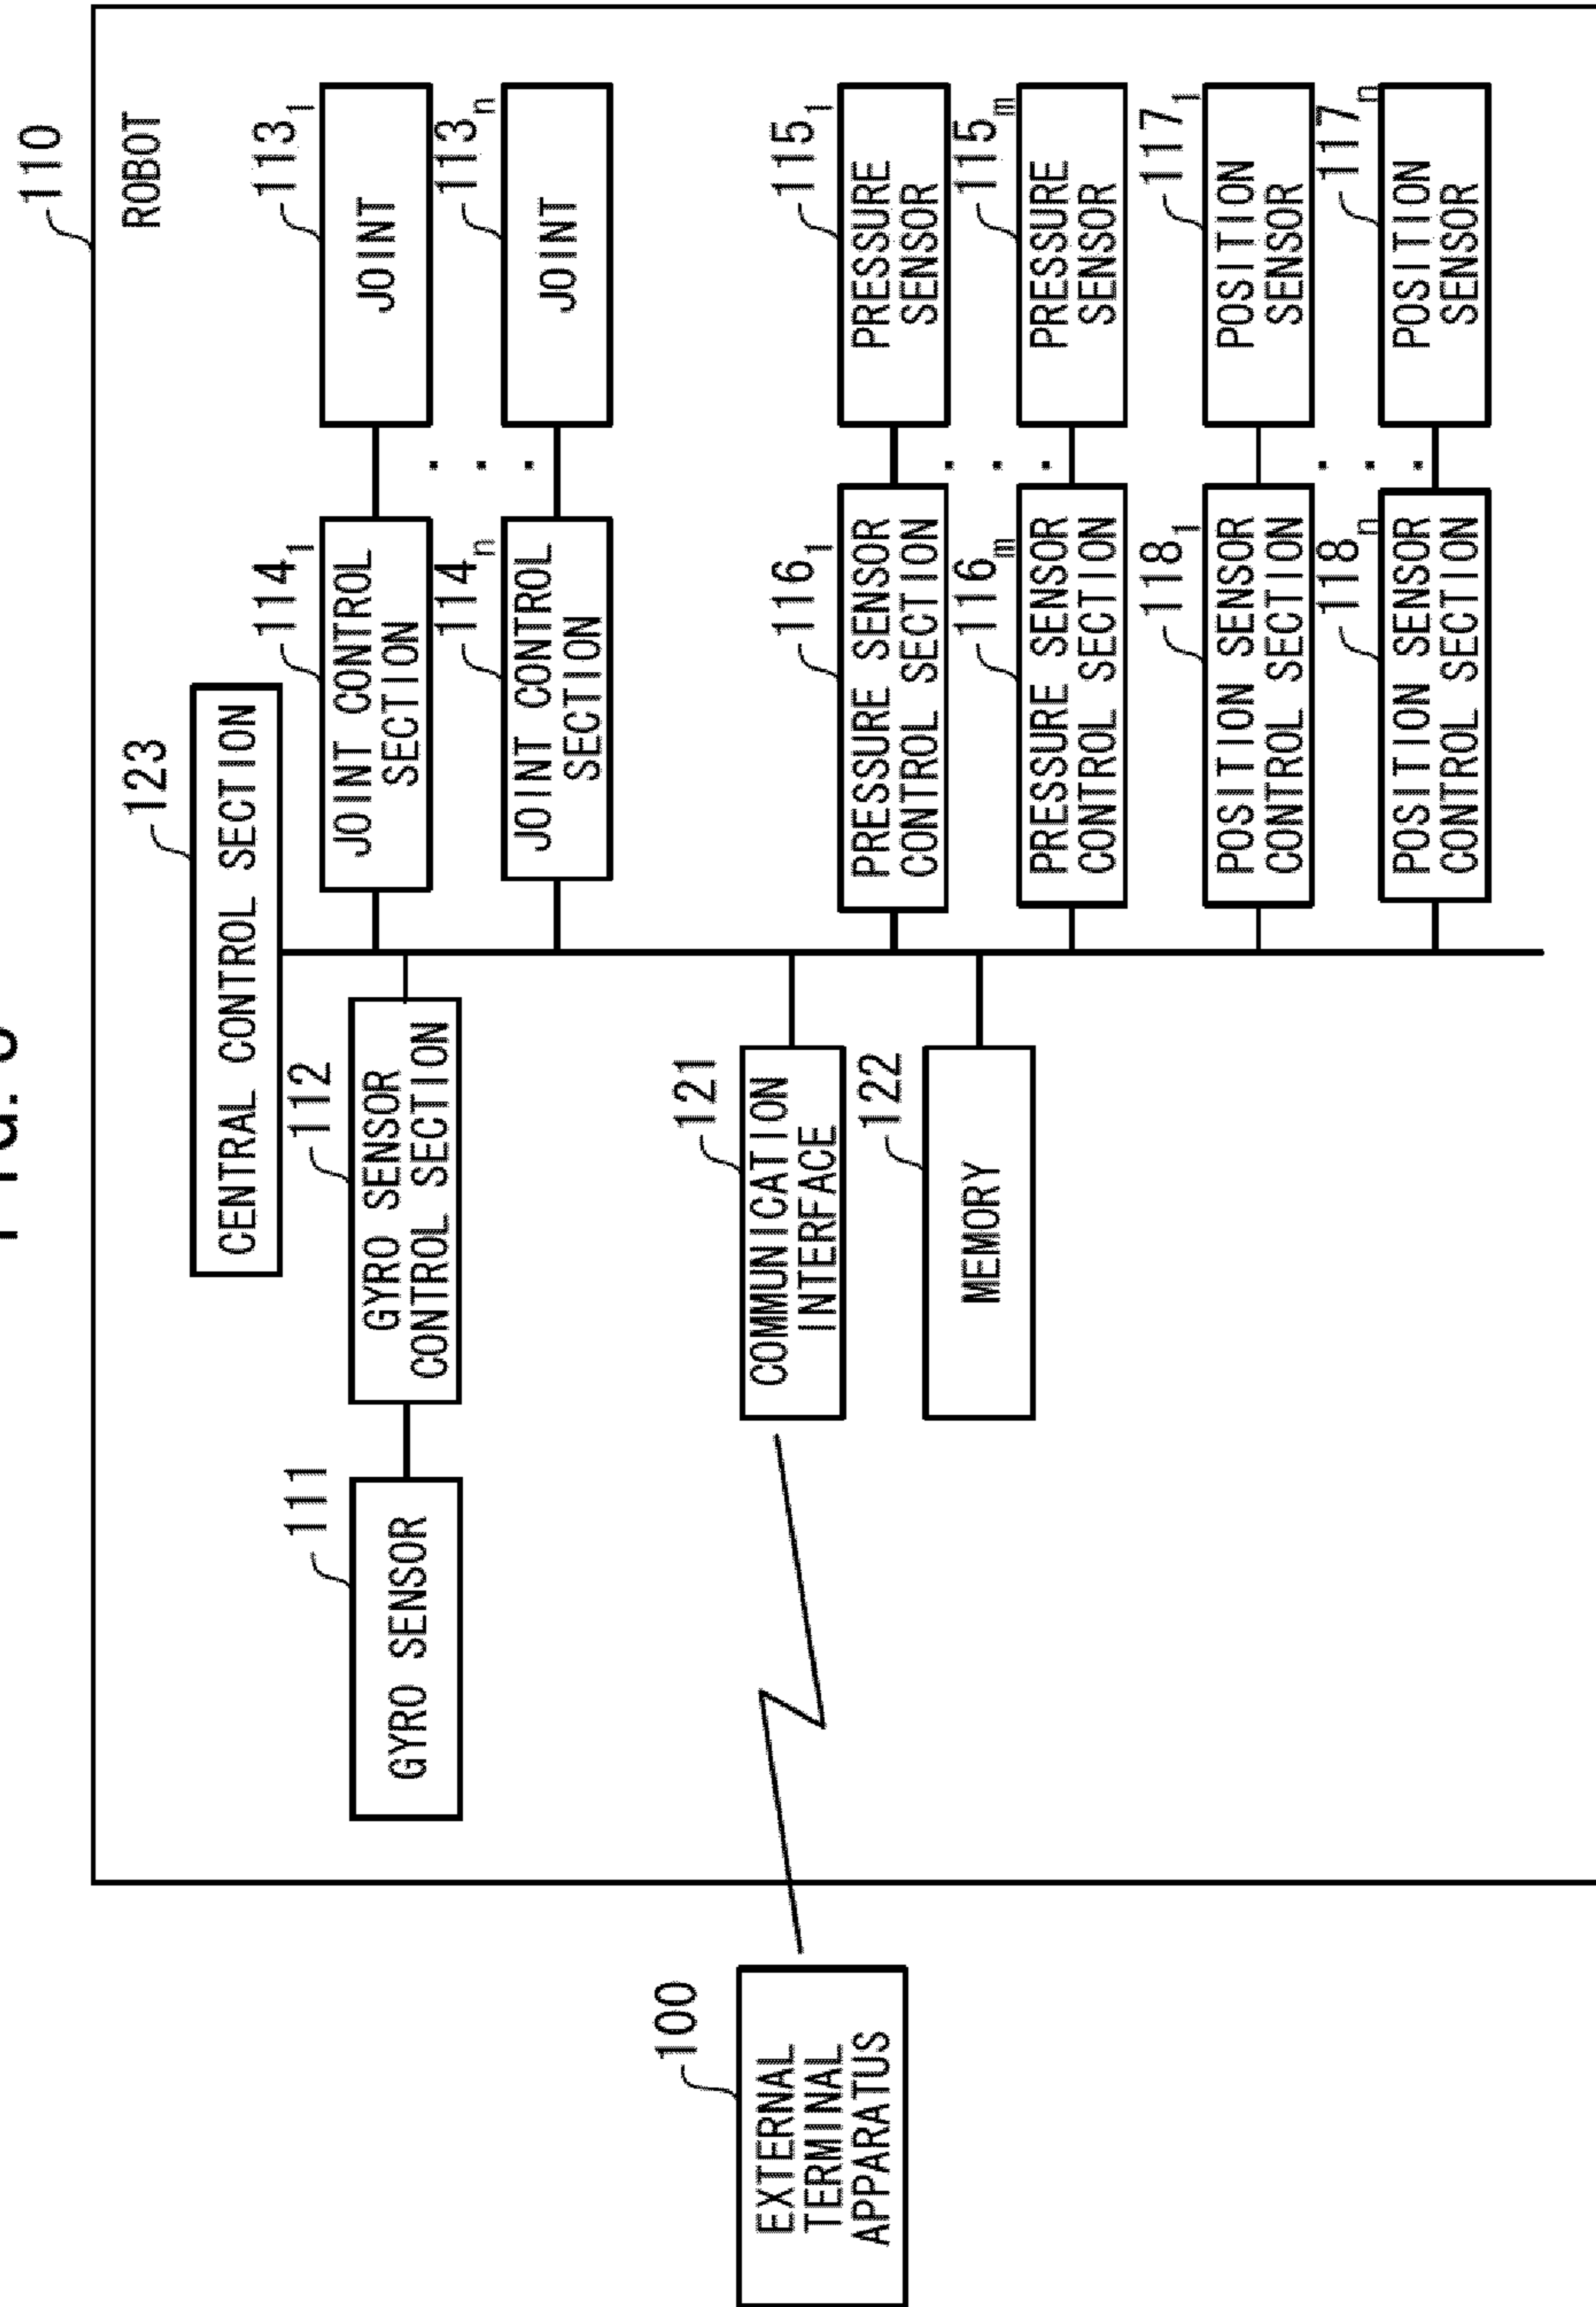 FIG.
110
ROBOT
123
CENTRAL CONTROL SECTION
111
GYRO SENSOR
112
GYRO SENSOR
CONTROL SECTION
114₁
JOINT CONTROL
SECTION
113₁
JOINT
114ₙ
JOINT CONTROL
SECTION
113ₙ
JOINT
100
EXTERNAL
TERMINAL
APPARATUS
121
COMMUNICATION
INTERFACE
122
MEMORY
116₁
PRESSURE SENSOR
CONTROL SECTION
115₁
PRESSURE
SENSOR
116ₘ
PRESSURE SENSOR
CONTROL SECTION
115ₘ
PRESSURE
SENSOR
118₁
POSITION SENSOR
CONTROL SECTION
117₁
POSITION
SENSOR
118ₙ
POSITION SENSOR
CONTROL SECTION
117ₙ
POSITION
SENSOR